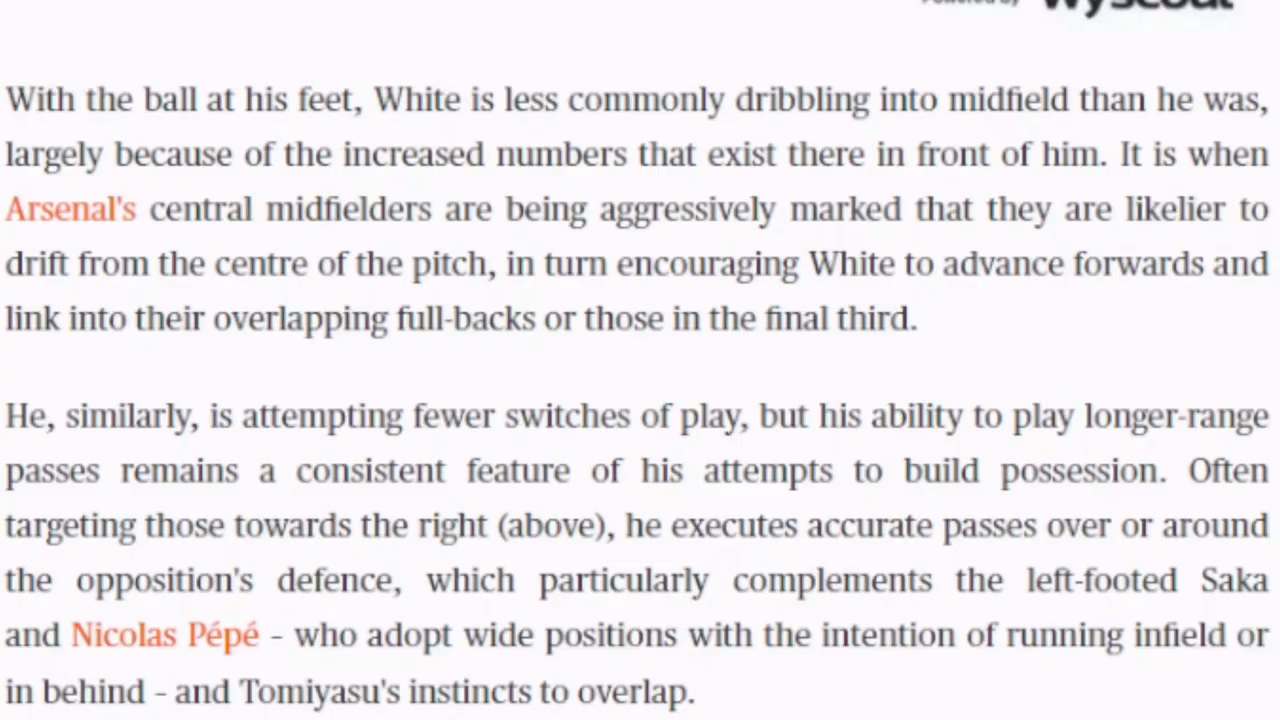 With the ball at his feet, White is less commonly dribbling into midfield than he was,
largely because of the increased numbers that exist there in front of him. It is when
Arsenal's central midfielders are being aggressively marked that they are likelier to
drift from the centre of the pitch, in turn encouraging White to advance forwards and
link into their overlapping full-backs or those in the final third.
He, similarly, is attempting fewer switches of play, but his ability to play longer-range
passes remains a consistent feature of his attempts to build possession. Often
targeting those towards the right (above), he executes accurate passes over or around
the opposition's defence, which particularly complements the left-footed Saka
and Nicolas Pépé - who adopt wide positions with the intention of running infield or
in behind - and Tomiyasu's instincts to overlap.